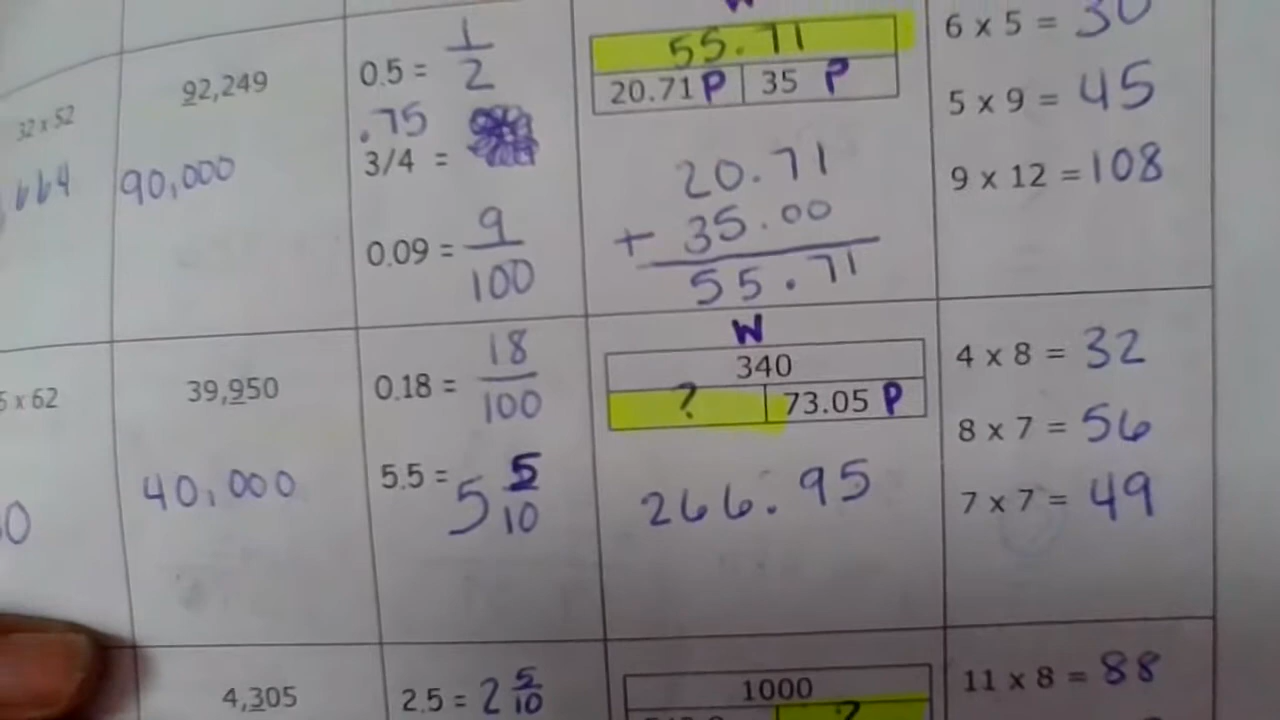 32 x 52
664
92,249
90,000
0.5 = 1/2
.75
3/4 =
0.09 = 9/100
W
55.71
20.71 P 35 P
20.71
+ 35.00
55.71
6 x 5 = 30
5 x 9 = 45
9 x 12 = 108
5 x 62
0
39,950
40,000
0.18 = 18/100
5.5 = 5 5/10
W
340
? 73.05 P
266.95
4 x 8 = 32
8 x 7 = 56
7 x 7 = 49
4,305
2.5 = 2 5/10
1000
?
11 x 8 = 88